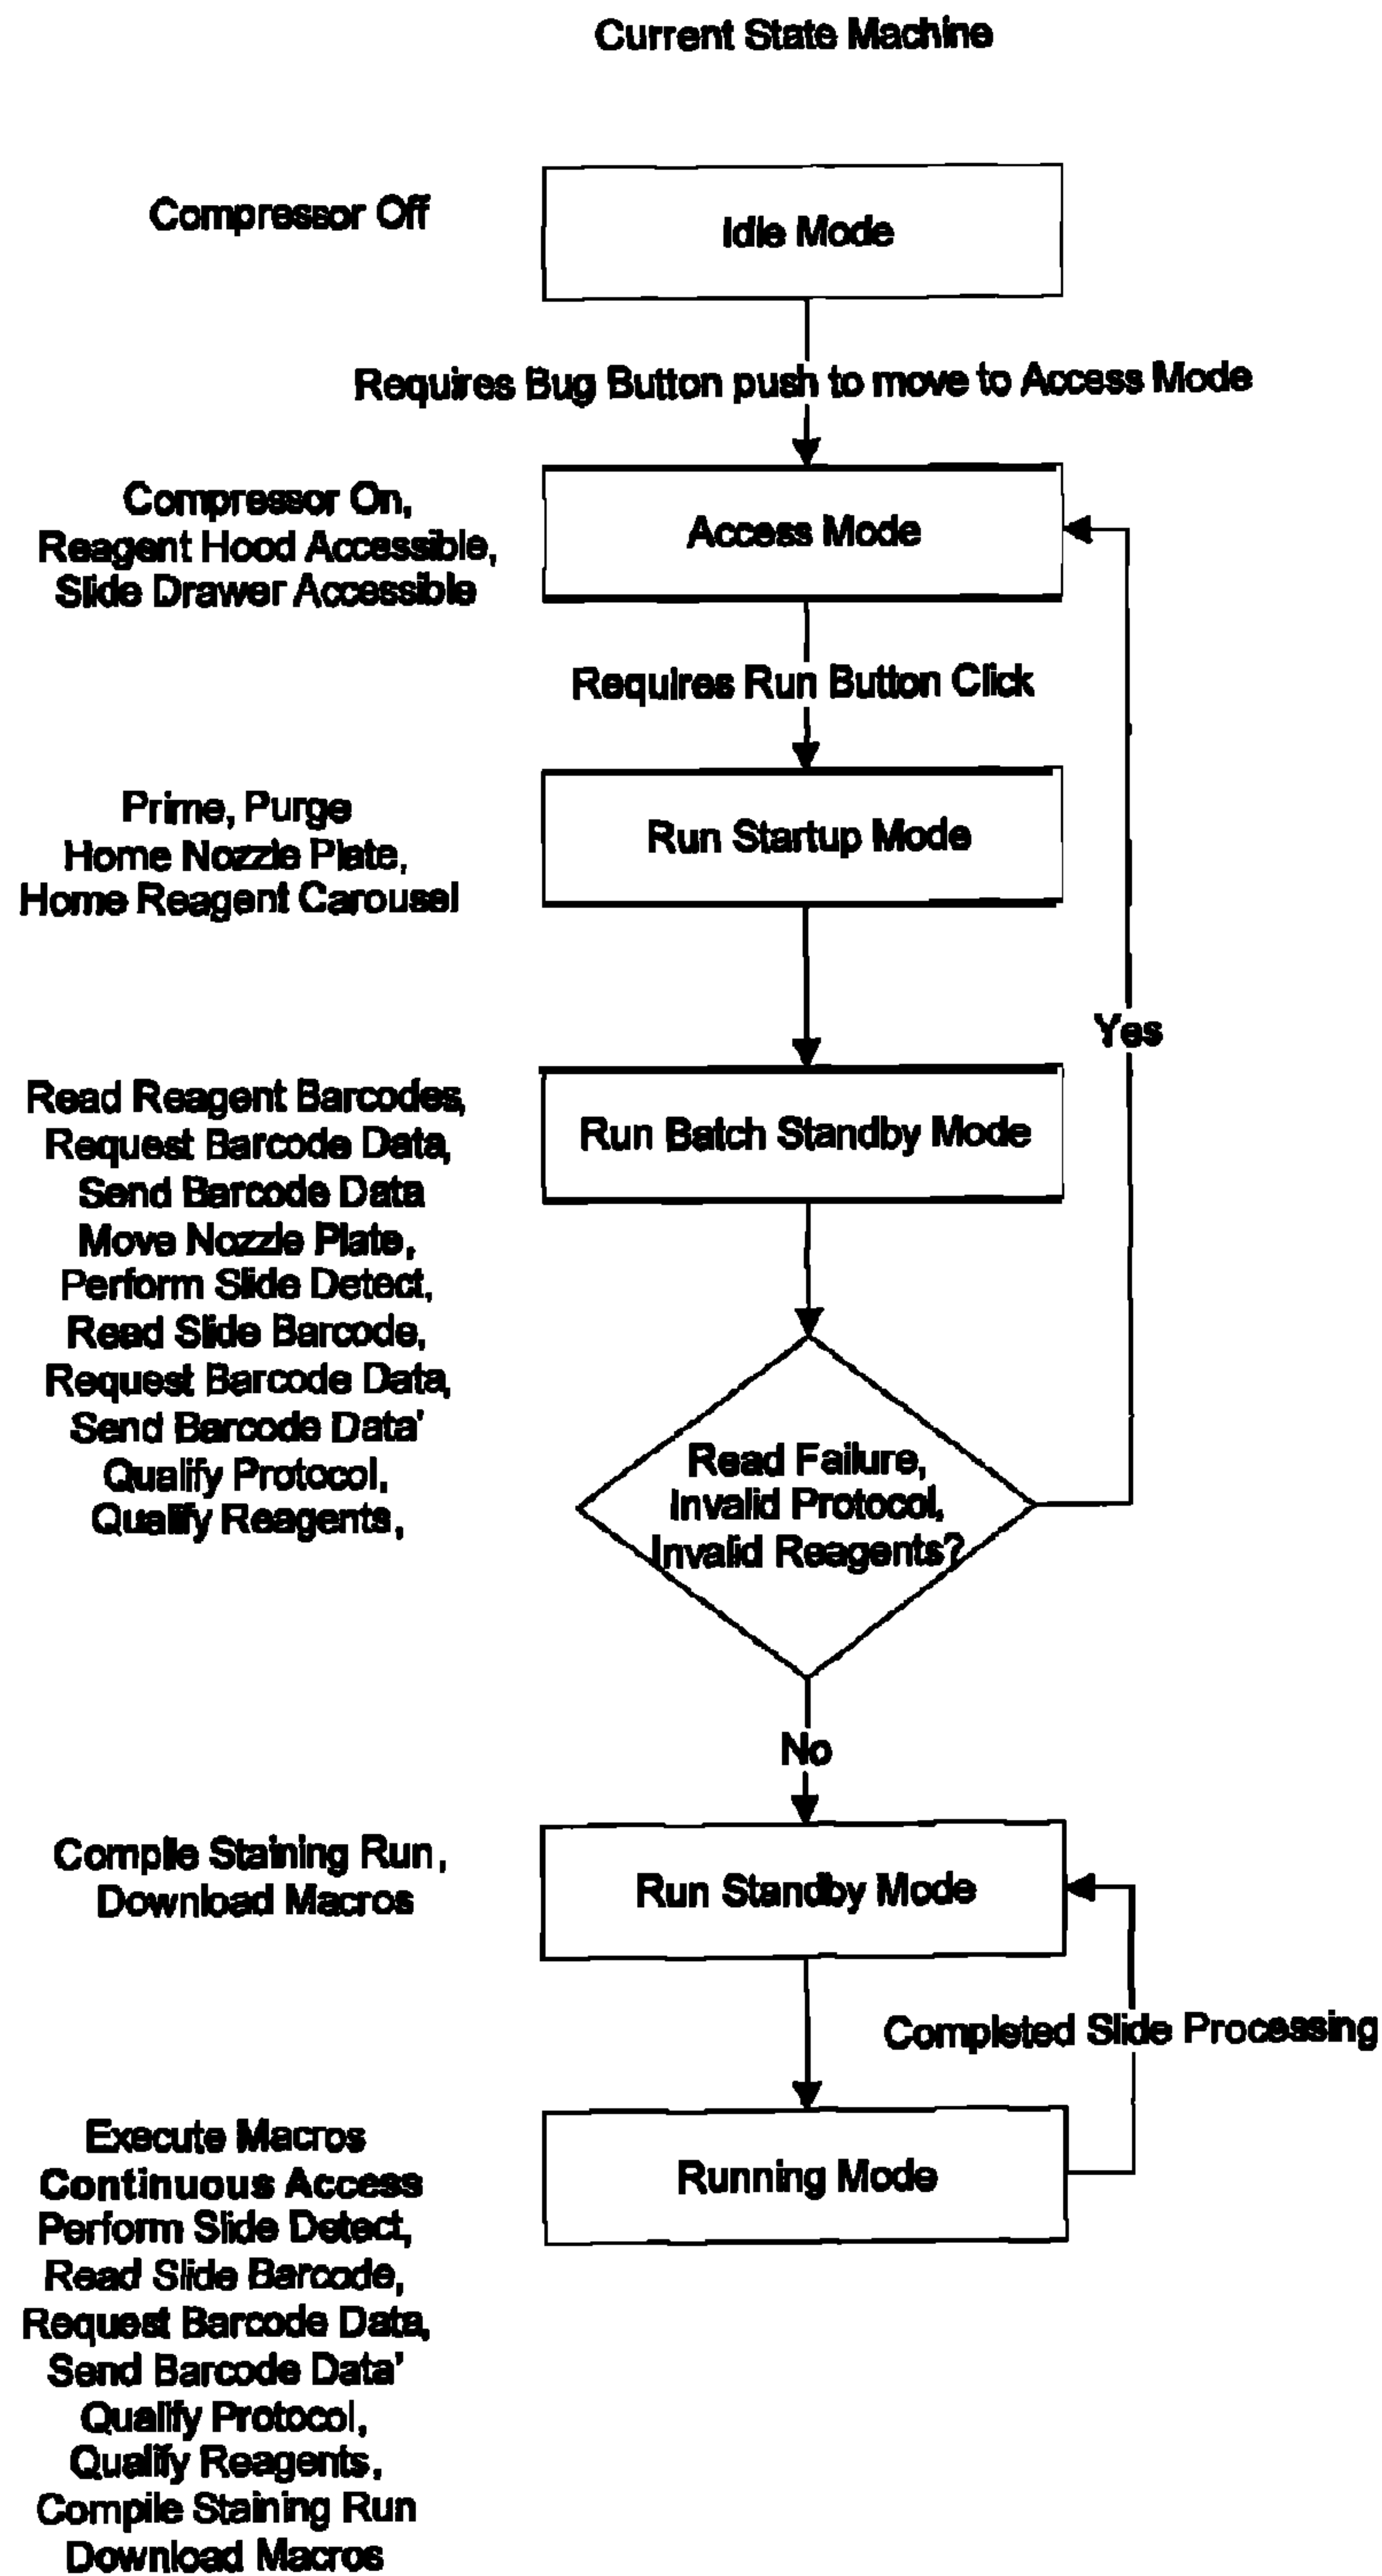 Current State Machine
Compressor Off
Idle Mode
Requires Bug Button push to move to Access Mode
Compressor On,
Reagent Hood Accessible,
Slide Drawer Accessible
Access Mode
Requires Run Button Click
Prime, Purge
Home Nozzle Plate,
Home Reagent Carousel
Run Startup Mode
Yes
Read Reagent Barcodes,
Request Barcode Data,
Send Barcode Data
Move Nozzle Plate,
Perform Slide Detect,
Read Slide Barcode,
Request Barcode Data,
Send Barcode Data'
Qualify Protocol,
Qualify Reagents,
Run Batch Standby Mode
Read Failure,
Invalid Protocol,
Invalid Reagents?
No
Compile Staining Run,
Download Macros
Run Standby Mode
Completed Slide Processing
Execute Macros
Continuous Access
Perform Slide Detect,
Read Slide Barcode,
Request Barcode Data,
Send Barcode Data'
Qualify Protocol,
Qualify Reagents,
Compile Staining Run
Download Macros
Running Mode